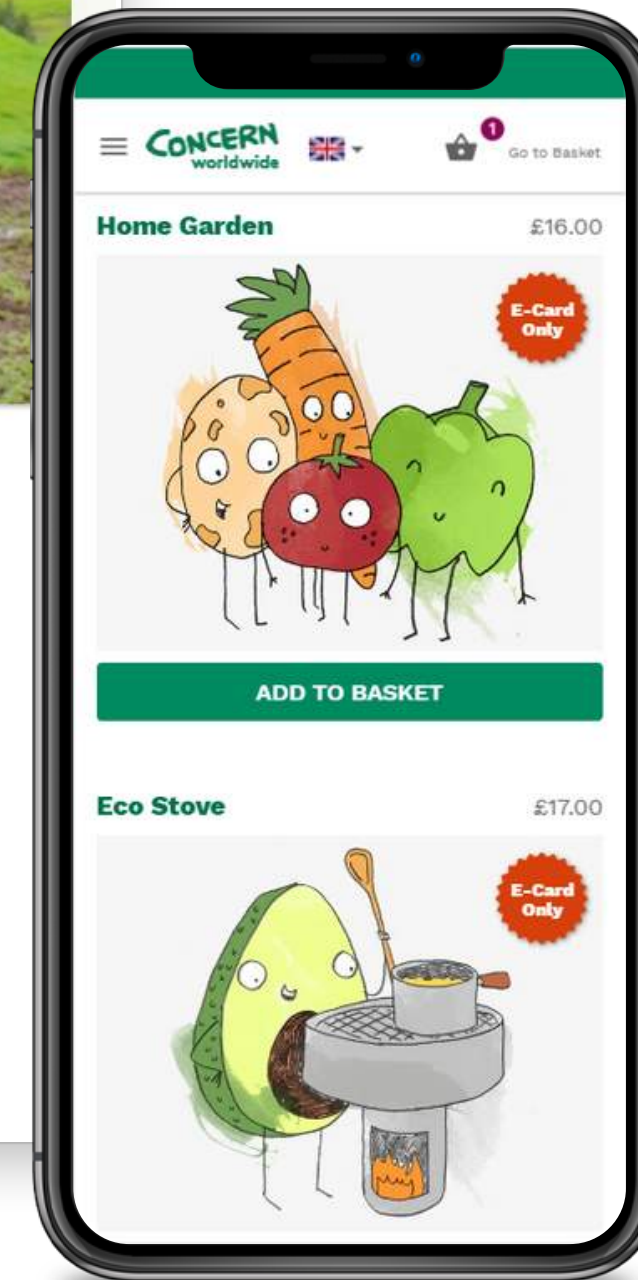 CONCERN
worldwide
1
Go to Basket
Home Garden
£16.00
E-Card
Only
ADD TO BASKET
Eco Stove
£17.00
E-Card
Only